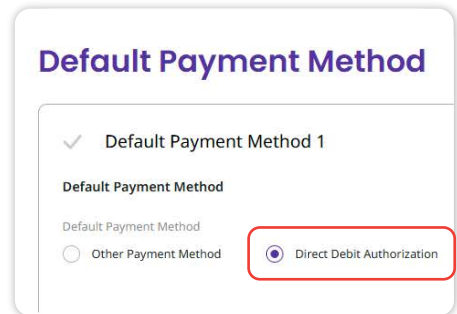 Default Payment Method
Default Payment Method 1
Default Payment Method
Default Payment Method
Other Payment Method Direct Debit Authorization